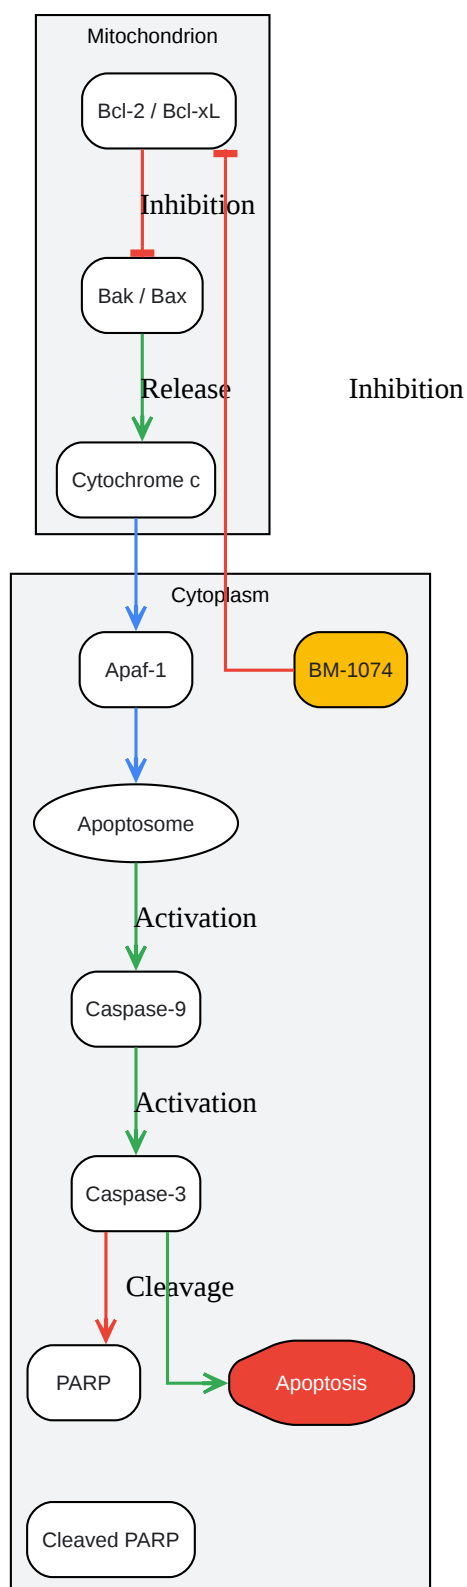 Mitochondrion
Bcl-2 / Bcl-xL
Inhibition
Bak / Bax
Release
Inhibition
Cytochrome c
Cytoplasm
Apaf-1
BM-1074
Apoptosome
Activation
Caspase-9
Activation
Caspase-3
Cleavage
PARP
Apoptosis
Cleaved PARP